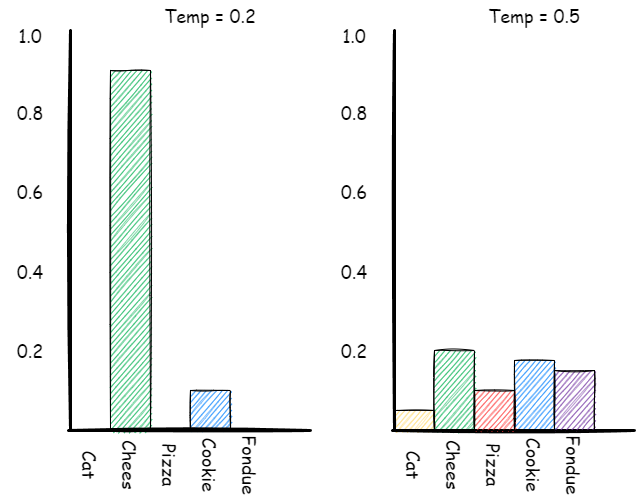 Temp = 0.2
1.0
0.8
0.6
0.4
0.2
Cat
Chees
Pizza
Cookie
Fondue
Temp = 0.5
1.0
0.8
0.6
0.4
0.2
Cat
Chees
Pizza
Cookie
Fondue